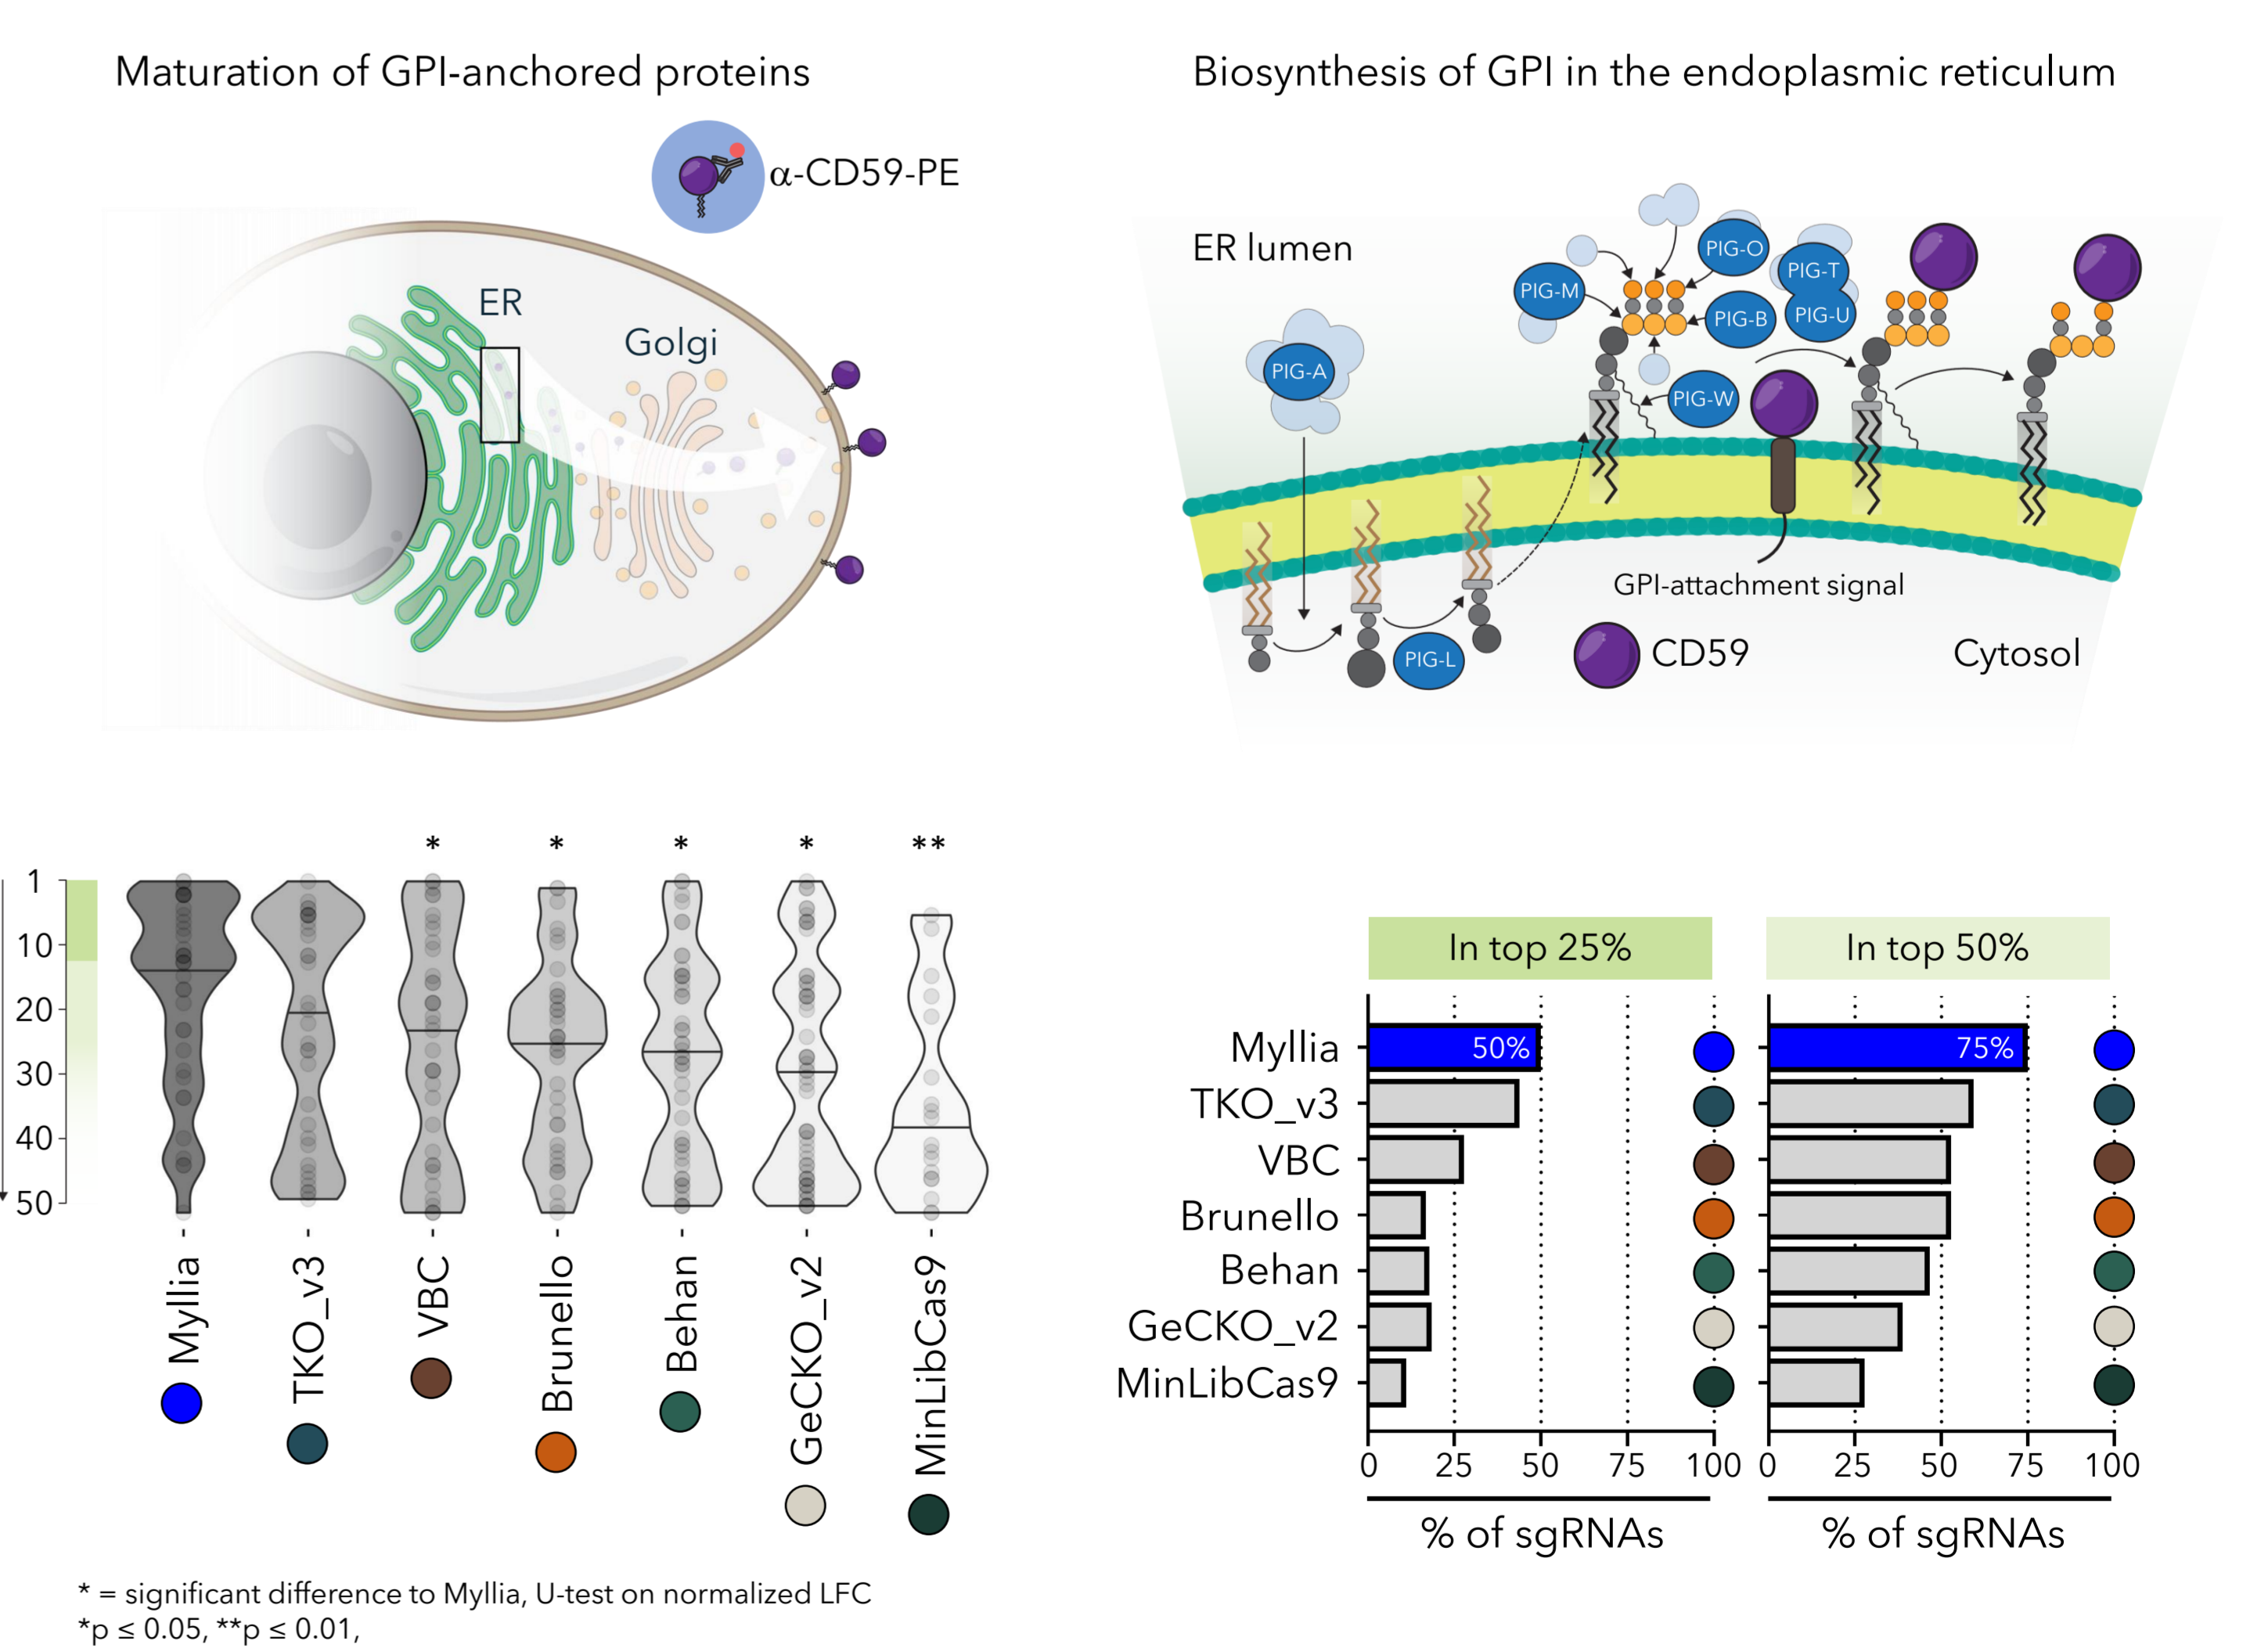 Maturation of GPI-anchored proteins
α-CD59-PE
ER
Golgi
Biosynthesis of GPI in the endoplasmic reticulum
ER lumen
PIG-A
PIG-M
PIG-O
PIG-T
PIG-B
PIG-U
PIG-W
PIG-L
GPI-attachment signal
CD59
Cytosol
* * * * **
1
10
20
30
40
50
Myllia
TKO_v3
VBC
Brunello
Behan
GeCKO_v2
MinLibCas9
* = significant difference to Myllia, U-test on normalized LFC
*p ≤ 0.05, **p ≤ 0.01,
In top 25%
In top 50%
Myllia 50% 75%
TKO_v3
VBC
Brunello
Behan
GeCKO_v2
MinLibCas9
0 25 50 75 100
0 25 50 75 100
% of sgRNAs
% of sgRNAs